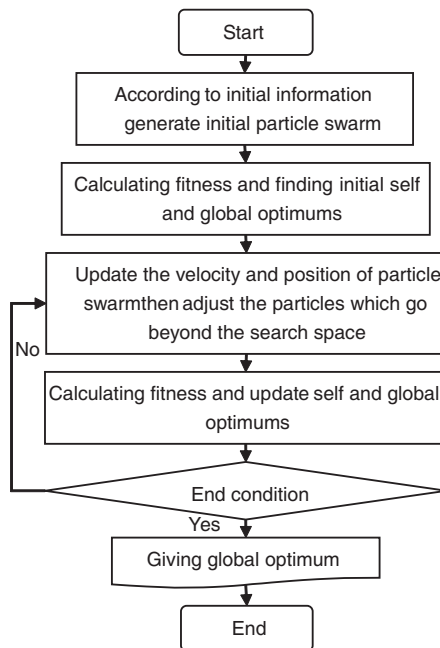 Start
According to initial information
generate initial particle swarm
Calculating fitness and finding initial self
and global optimums
Update the velocity and position of particle
swarmthen adjust the particles which go
beyond the search space
No
Calculating fitness and update self and global
optimums
End condition
Yes
Giving global optimum
End